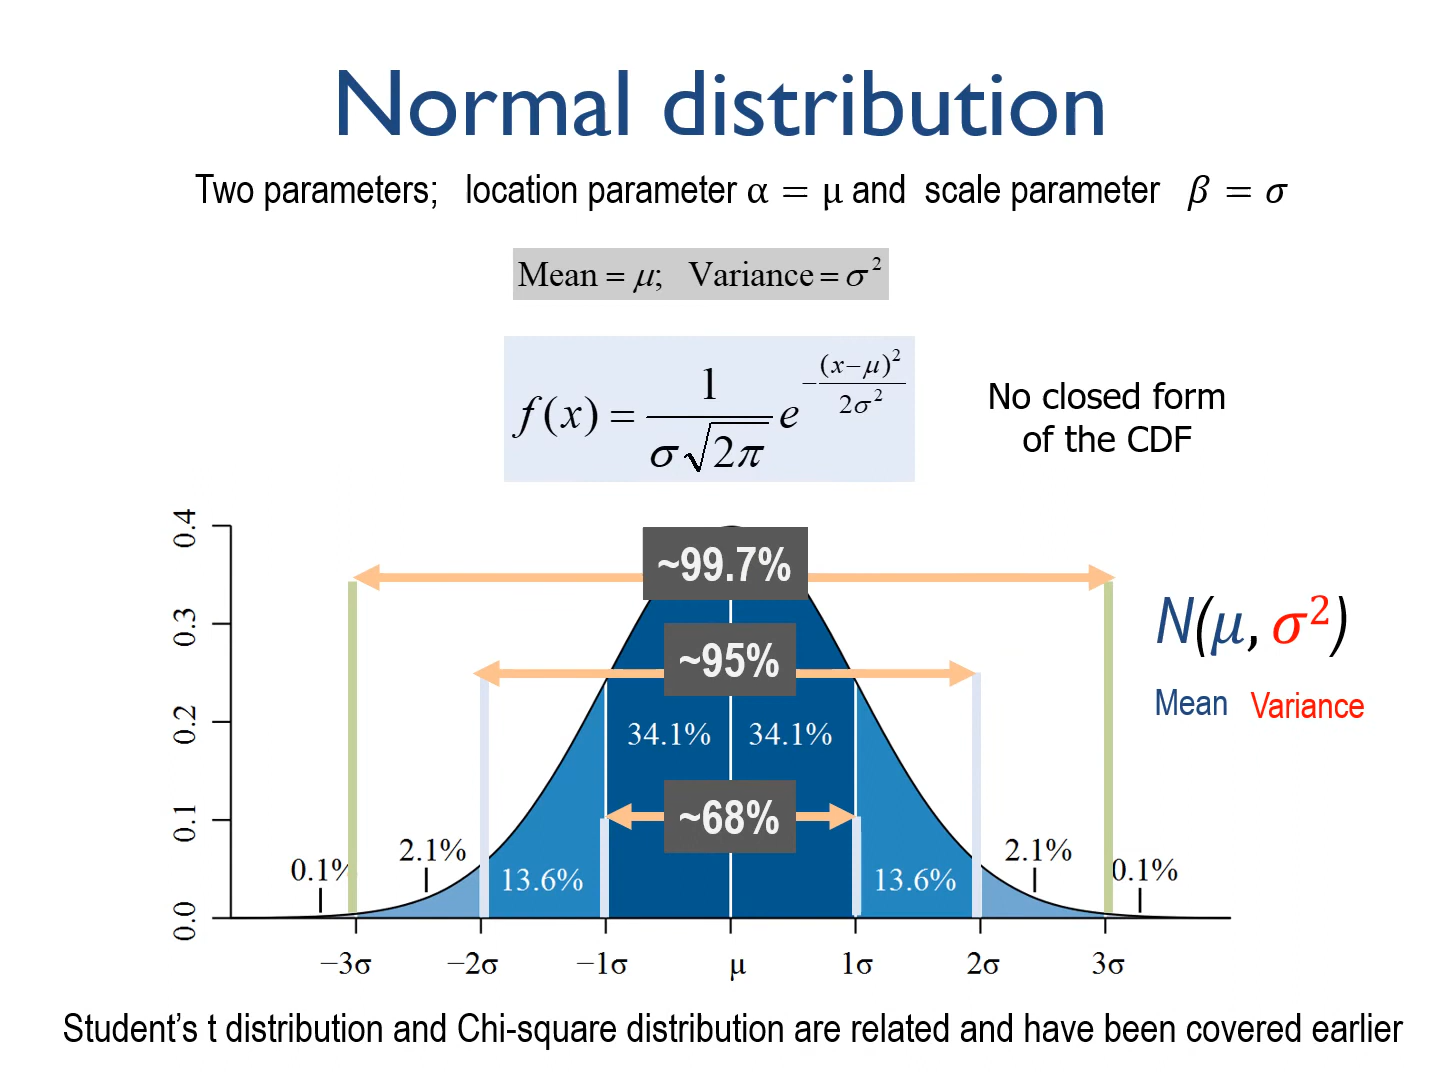 Normal distribution
Two parameters; location parameter α = μ and scale parameter β = σ
Mean = μ; Variance = σ²
f(x) = 1/(σ√2π) e^(−(x−μ)²/2σ²)
No closed form
of the CDF
0.4
0.3
0.2
0.1
0.0
~99.7%
~95%
34.1% 34.1%
~68%
0.1% 2.1% 13.6% 13.6% 2.1% 0.1%
−3σ −2σ −1σ μ 1σ 2σ 3σ
N(μ, σ²)
Mean Variance
Student’s t distribution and Chi-square distribution are related and have been covered earlier